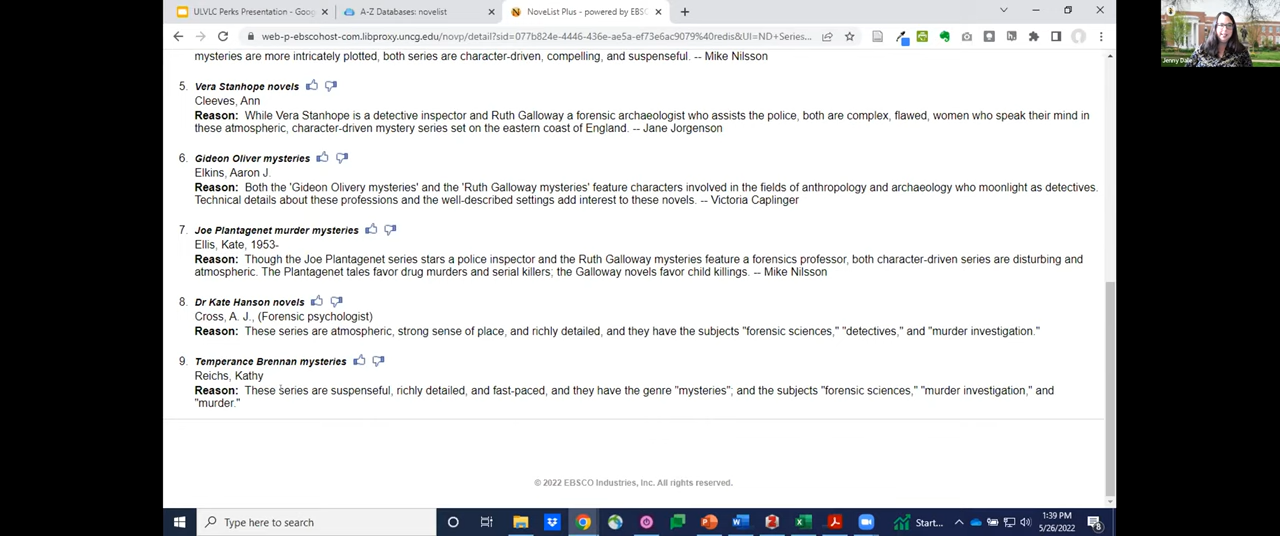 ULVLC Perks Presentation - Goog
A-Z Databases: novelist
NoveList Plus - powered by EBSC
web-p-ebscohost-com.libproxy.uncg.edu/novp/detail?sid=077b824e-4446-436e-ae5a-ef73e6ac9079%40redis&UI=ND+Series...
Jenny Dale
mysteries are more intricately plotted, both series are character-driven, compelling, and suspenseful. -- Mike Nilsson
5. Vera Stanhope novels
Cleeves, Ann
Reason: While Vera Stanhope is a detective inspector and Ruth Galloway a forensic archaeologist who assists the police, both are complex, flawed, women who speak their mind in
these atmospheric, character-driven mystery series set on the eastern coast of England. -- Jane Jorgenson
6. Gideon Oliver mysteries
Elkins, Aaron J.
Reason: Both the 'Gideon Olivery mysteries' and the 'Ruth Galloway mysteries' feature characters involved in the fields of anthropology and archaeology who moonlight as detectives.
Technical details about these professions and the well-described settings add interest to these novels. -- Victoria Caplinger
7. Joe Plantagenet murder mysteries
Ellis, Kate, 1953-
Reason: Though the Joe Plantagenet series stars a police inspector and the Ruth Galloway mysteries feature a forensics professor, both character-driven series are disturbing and
atmospheric. The Plantagenet tales favor drug murders and serial killers; the Galloway novels favor child killings. -- Mike Nilsson
8. Dr Kate Hanson novels
Cross, A. J., (Forensic psychologist)
Reason: These series are atmospheric, strong sense of place, and richly detailed, and they have the subjects "forensic sciences," "detectives," and "murder investigation."
9. Temperance Brennan mysteries
Reichs, Kathy
Reason: These series are suspenseful, richly detailed, and fast-paced, and they have the genre "mysteries"; and the subjects "forensic sciences," "murder investigation," and
"murder."
© 2022 EBSCO Industries, Inc. All rights reserved.
Type here to search
Start...
1:39 PM
5/26/2022
8